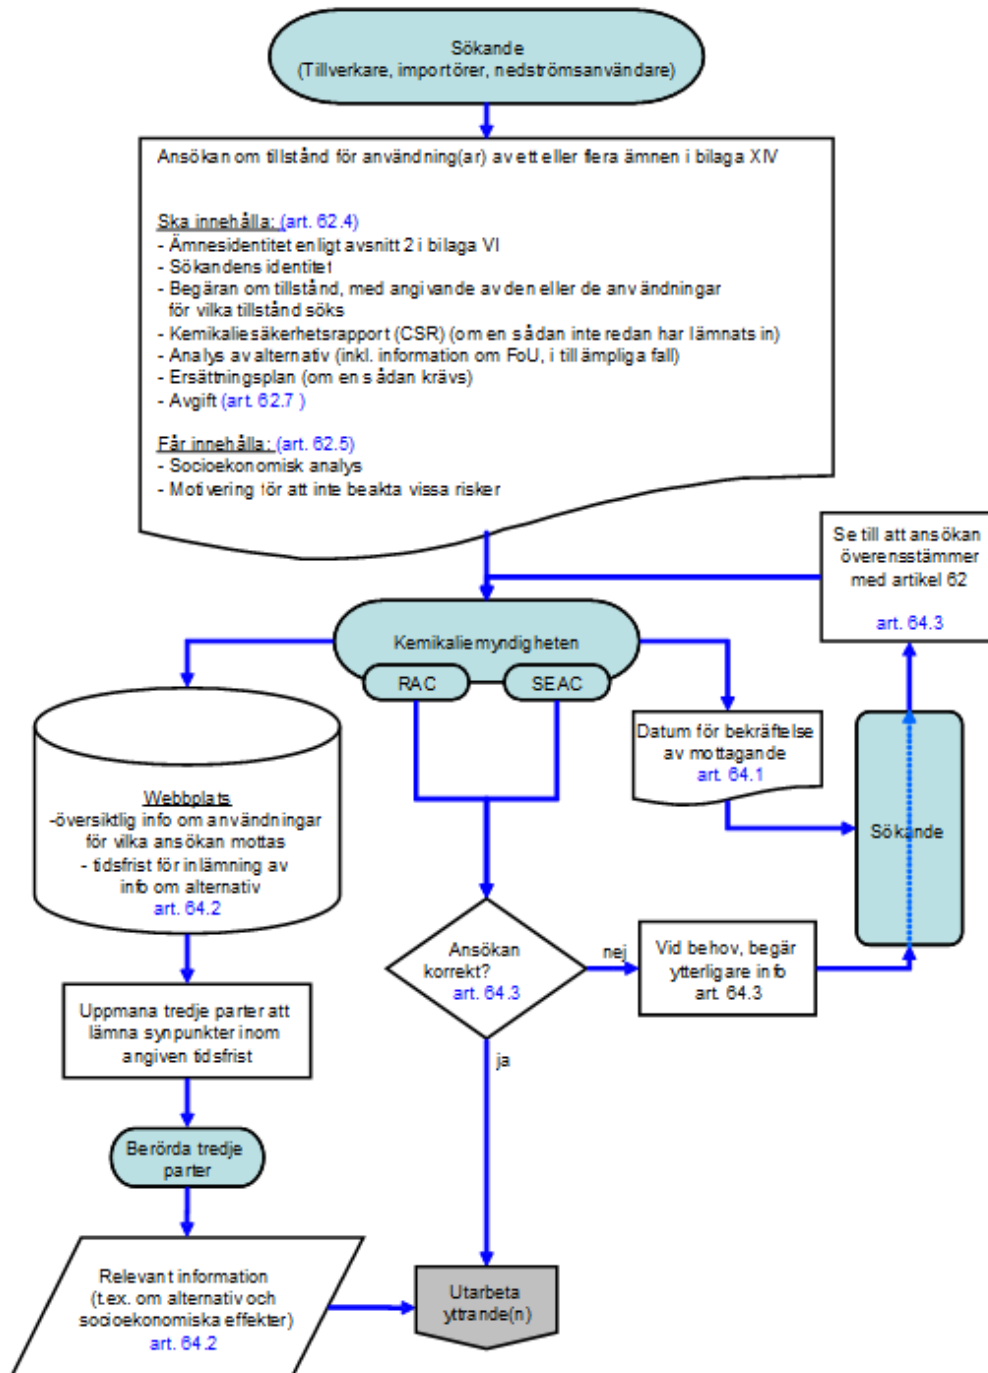 Sökande
(Tillverkare, importörer, nedströmsanvändare)
Ansökan om tillstånd för användning(ar) av ett eller flera ämnen i bilaga XIV
Ska innehålla: (art. 62.4)
- Ämnesidentitet enligt avsnitt 2 i bilaga VI
- Sökandens identitet
- Begäran om tillstånd, med angivande av den eller de användningar
för vilka tillstånd söks
- Kemikaliesäkerhetsrapport (CSR) (om en sådan inte redan har lämnats in)
- Analys av alternativ (inkl. information om FoU, i tillämpliga fall)
- Ersättningsplan (om en sådan krävs)
- Avgift (art. 62.7 )
Får innehålla: (art. 62.5)
- Socioekonomisk analys
- Motivering för att inte beakta vissa risker
Se till att ansökan
överensstämmer
med artikel 62
art. 64.3
Kemikaliemyndigheten
RAC
SEAC
Datum för bekräftelse
av mottagande
art. 64.1
Sökande
Webbplats
-översiktlig info om användningar
för vilka ansökan mottas
- tidsfrist för inlämning av
info om alternativ
art. 64.2
Ansökan
korrekt?
art. 64.3
nej
Vid behov, begär
ytterligare info
art. 64.3
ja
Uppmana tredje parter att
lämna synpunkter inom
angiven tidsfrist
Berörda tredje
parter
Relevant information
(t.ex. om alternativ och
socioekonomiska effekter)
art. 64.2
Utarbeta
yttrande(n)